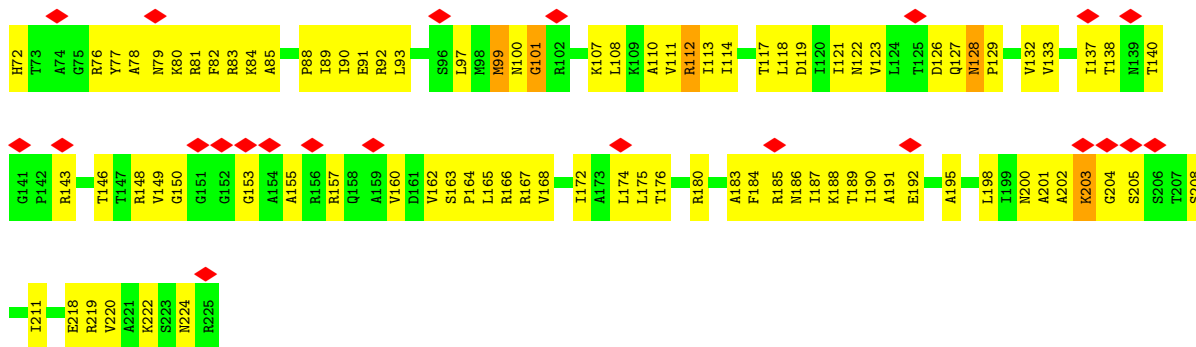 H72 T73 A74 G75 R76 Y77 A78 N79 K80 R81 F82 R83 K84 A85 P88 I89 I90 E91 R92 L93 S96 L97 M98 M99 N100 G101 R102 K107 L108 K109 A110 V111 R112 I113 I114 T117 L118 D119 I120 I121 N122 V123 L124 T125 D126 Q127 N128 P129 V132 V133 I137 T138 N139 T140
G141 P142 R143 T146 T147 R148 V149 G150 G151 G152 G153 A154 A155 R156 R157 Q158 A159 V160 D161 V162 S163 P164 L165 R166 R167 V168 I172 A173 L174 L175 T176 R180 A183 F184 R185 N186 I187 K188 T189 I190 A191 E192 A195 L198 I199 N200 A201 A202 K203 G204 S205 S206 T207 S208
I211 E218 R219 V220 A221 K222 S223 N224 R225